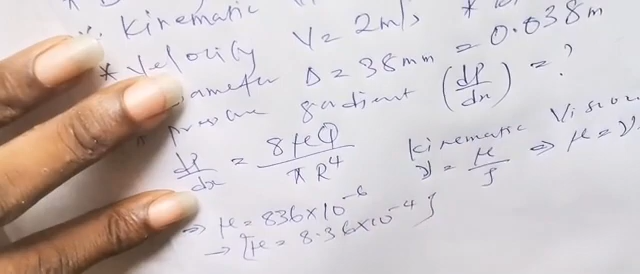 * Kinematic
* Velocity V = 2 m/s *
Diameter D = 38 mm = 0.038 m
* pressure gradient (dP/dx) = ?
dP/dx = 8μQ/πR⁴
Kinematic Viscou
ν = μ/ρ ⇒ μ = ν
⇒ μ = 836×10⁻⁶
→ [μ = 8.36×10⁻⁴]